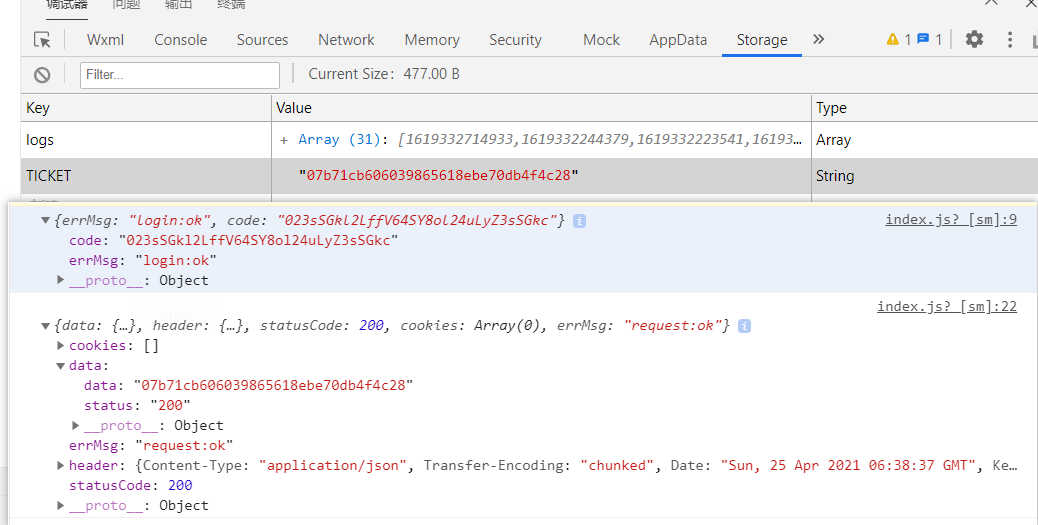 调试器 问题 输出 终端
Wxml Console Sources Network Memory Security Mock AppData Storage » 1 1
Filter... Current Size: 477.00 B
Key Value Type
logs + Array (31): [1619332714933,1619332244379,1619332223541,16193… Array
TICKET "07b71cb606039865618ebe70db4f4c28" String
{errMsg: "login:ok", code: "023sSGkl2LffV64SY8ol24uLyZ3sSGkc"} i index.js? [sm]:9
code: "023sSGkl2LffV64SY8ol24uLyZ3sSGkc"
errMsg: "login:ok"
__proto__: Object
index.js? [sm]:22
{data: {…}, header: {…}, statusCode: 200, cookies: Array(0), errMsg: "request:ok"} i
cookies: []
data:
data: "07b71cb606039865618ebe70db4f4c28"
status: "200"
__proto__: Object
errMsg: "request:ok"
header: {Content-Type: "application/json", Transfer-Encoding: "chunked", Date: "Sun, 25 Apr 2021 06:38:37 GMT", Ke…
statusCode: 200
__proto__: Object